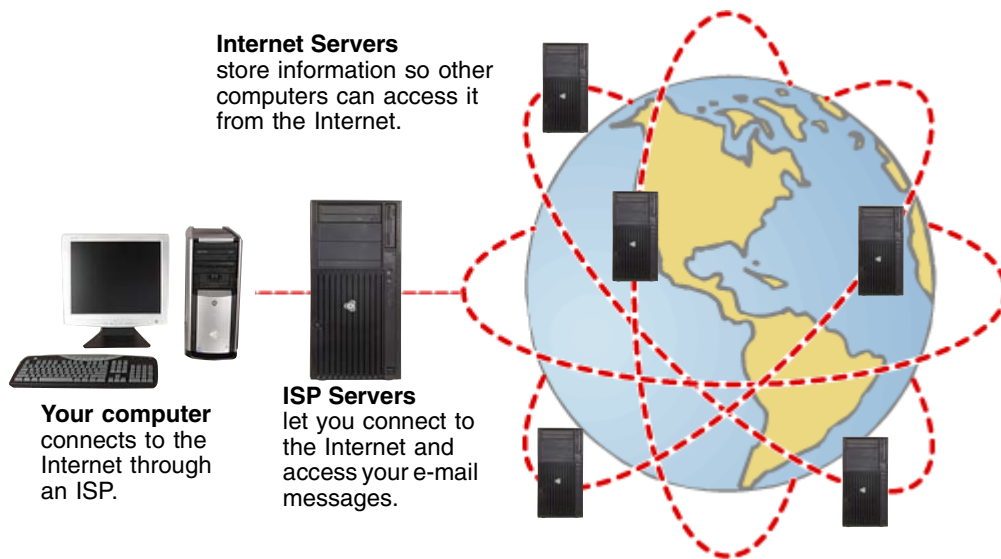 Internet Servers
store information so other
computers can access it
from the Internet.
Your computer
connects to the
Internet through
an ISP.
ISP Servers
let you connect to
the Internet and
access your e-mail
messages.